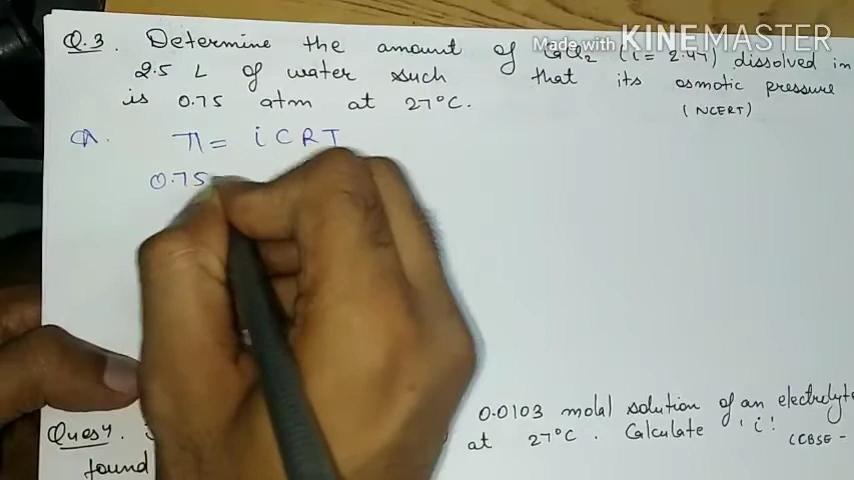 Made with KINEMASTER
Q.3. Determine the amount of CaCl2 (i = 2.47) dissolved in
2.5 L of water such that its osmotic pressure
is 0.75 atm at 27°C.
(NCERT)
A. π = iCRT
0.75
0.0103 molal solution of an electrolyte
Ques4. at 27°C. Calculate 'i'
found (CBSE -